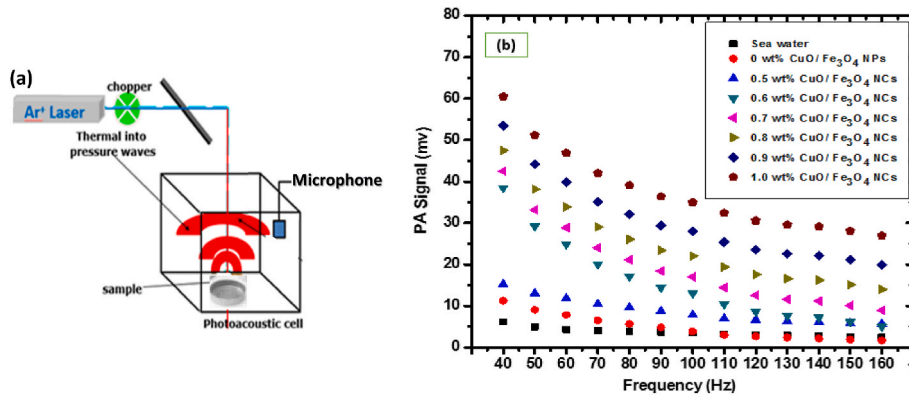 (a)
chopper
Ar⁺ Laser
Thermal into
pressure waves
Microphone
sample
Photoacoustic cell
(b)
PA Signal (mv)
80
70
60
50
40
30
20
10
0
40 50 60 70 80 90 100 110 120 130 140 150 160
Frequency (Hz)
Sea water
0 wt% CuO/ Fe₃O₄ NPs
0.5 wt% CuO/ Fe₃O₄ NCs
0.6 wt% CuO/ Fe₃O₄ NCs
0.7 wt% CuO/ Fe₃O₄ NCs
0.8 wt% CuO/ Fe₃O₄ NCs
0.9 wt% CuO/ Fe₃O₄ NCs
1.0 wt% CuO/ Fe₃O₄ NCs